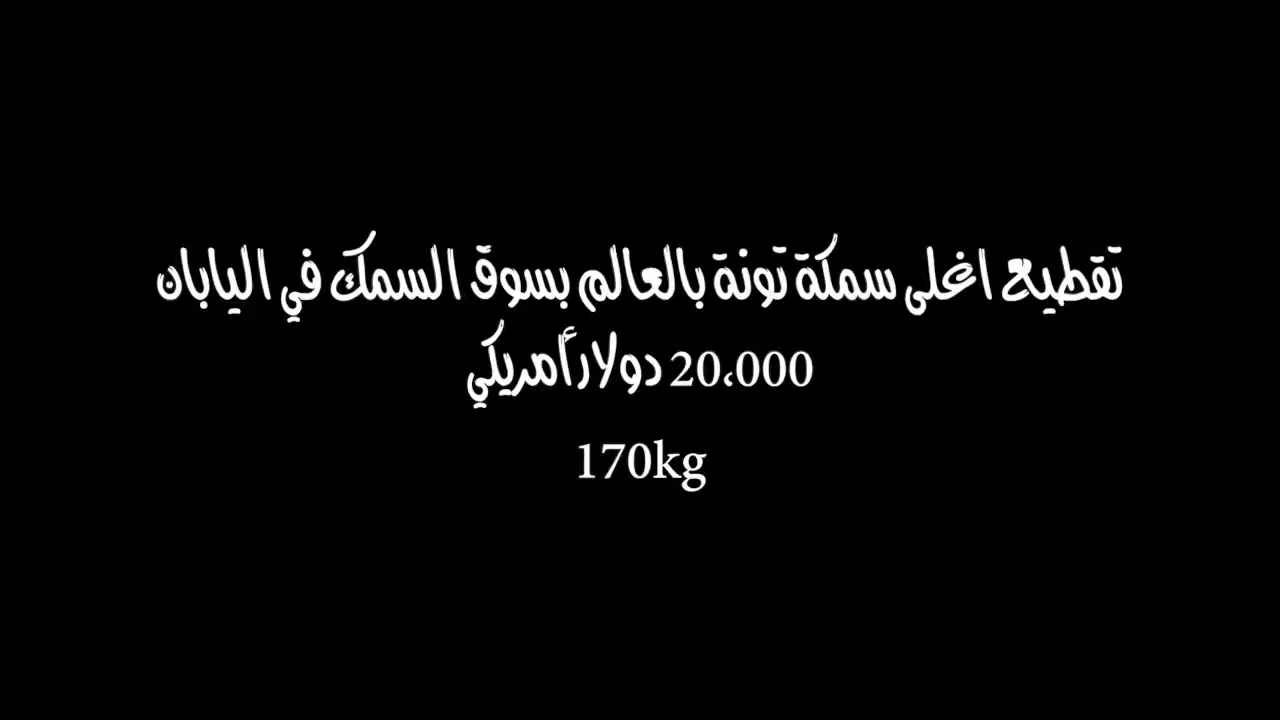 تقطيع اغلى سمكة تونة بالعالم بسوق السمك في اليابان
20،000 دولار أمريكي
170kg